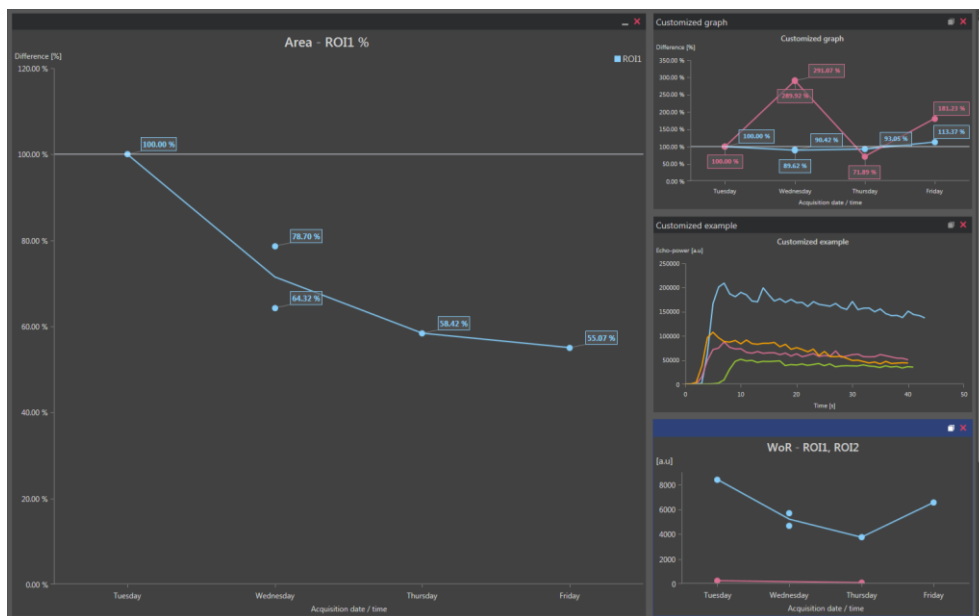 Area - ROI1 %
Difference [%]
ROI1
120.00 %
100.00 %
80.00 %
60.00 %
40.00 %
20.00 %
0.00 %
100.00 %
78.70 %
64.32 %
58.42 %
55.07 %
Tuesday Wednesday Thursday Friday
Acquisition date / time
Customized graph
Customized graph
Difference [%]
350.00 %
300.00 %
250.00 %
200.00 %
150.00 %
100.00 %
50.00 %
0.00 %
289.92 %
181.23 %
100.00 %
90.42 %
93.05 %
113.37 %
100.00 %
89.62 %
71.89 %
Tuesday Wednesday Thursday Friday
Acquisition date / time
Customized example
Customized example
Echo-power [a.u]
250000
200000
150000
100000
50000
0
0 10 20 30 40 50
Time [s]
WoR - ROI1, ROI2
[a.u]
8000
6000
4000
2000
0
Tuesday Wednesday Thursday Friday
Acquisition date / time